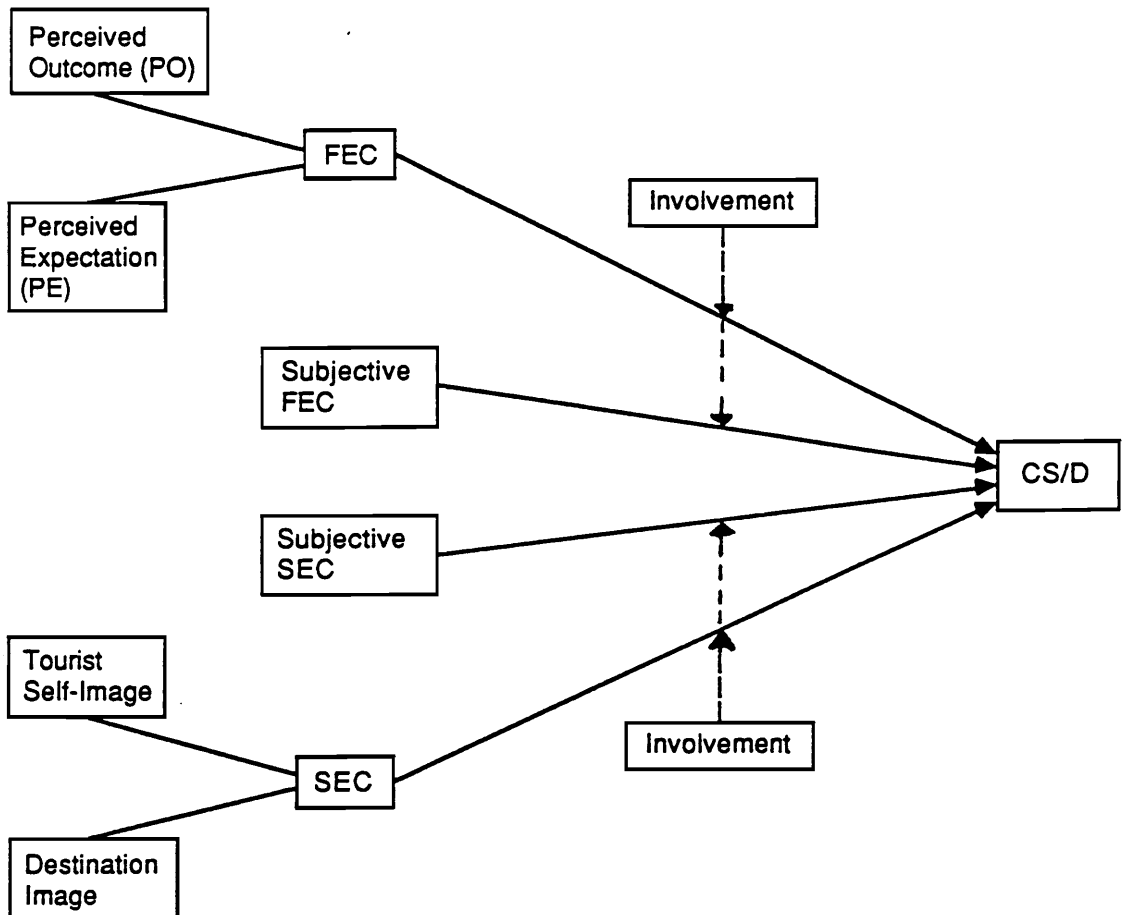 Perceived
Outcome (PO)
FEC
Perceived
Expectation
(PE)
Involvement
Subjective
FEC
CS/D
Subjective
SEC
Tourist
Self-Image
Involvement
SEC
Destination
Image